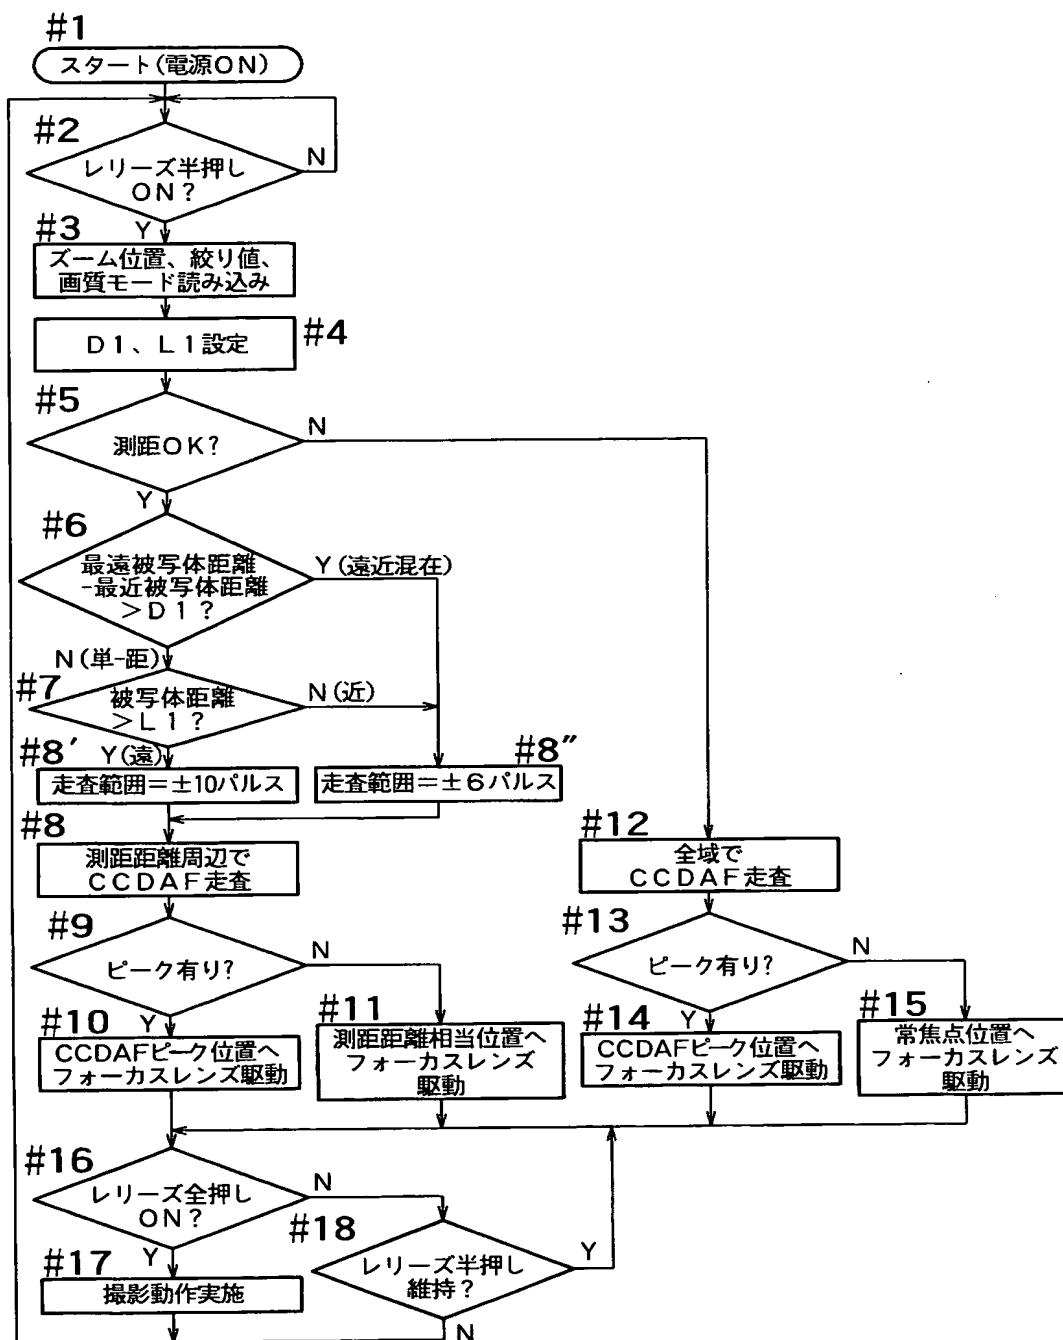 #1
スタート(電源ON)
#2
レリーズ半押し
ON?
N
Y
#3
ズーム位置、絞り値、
画質モード読み込み
D1、L1設定
#4
#5
測距OK?
N
Y
#6
最遠被写体距離
-最近被写体距離
>D1?
Y(遠近混在)
N(単-距)
#7
被写体距離
>L1?
N(近)
Y(遠)
#8′
走査範囲=±10パルス
#8″
走査範囲=±6パルス
#8
測距距離周辺で
CCDAF走査
#12
全域で
CCDAF走査
#9
ピーク有り?
N
Y
#13
ピーク有り?
N
Y
#10
CCDAFピーク位置へ
フォーカスレンズ駆動
#11
測距距離相当位置へ
フォーカスレンズ
駆動
#14
CCDAFピーク位置へ
フォーカスレンズ駆動
#15
常焦点位置へ
フォーカスレンズ
駆動
#16
レリーズ全押し
ON?
N
Y
#18
レリーズ半押し
維持?
Y
N
#17
撮影動作実施